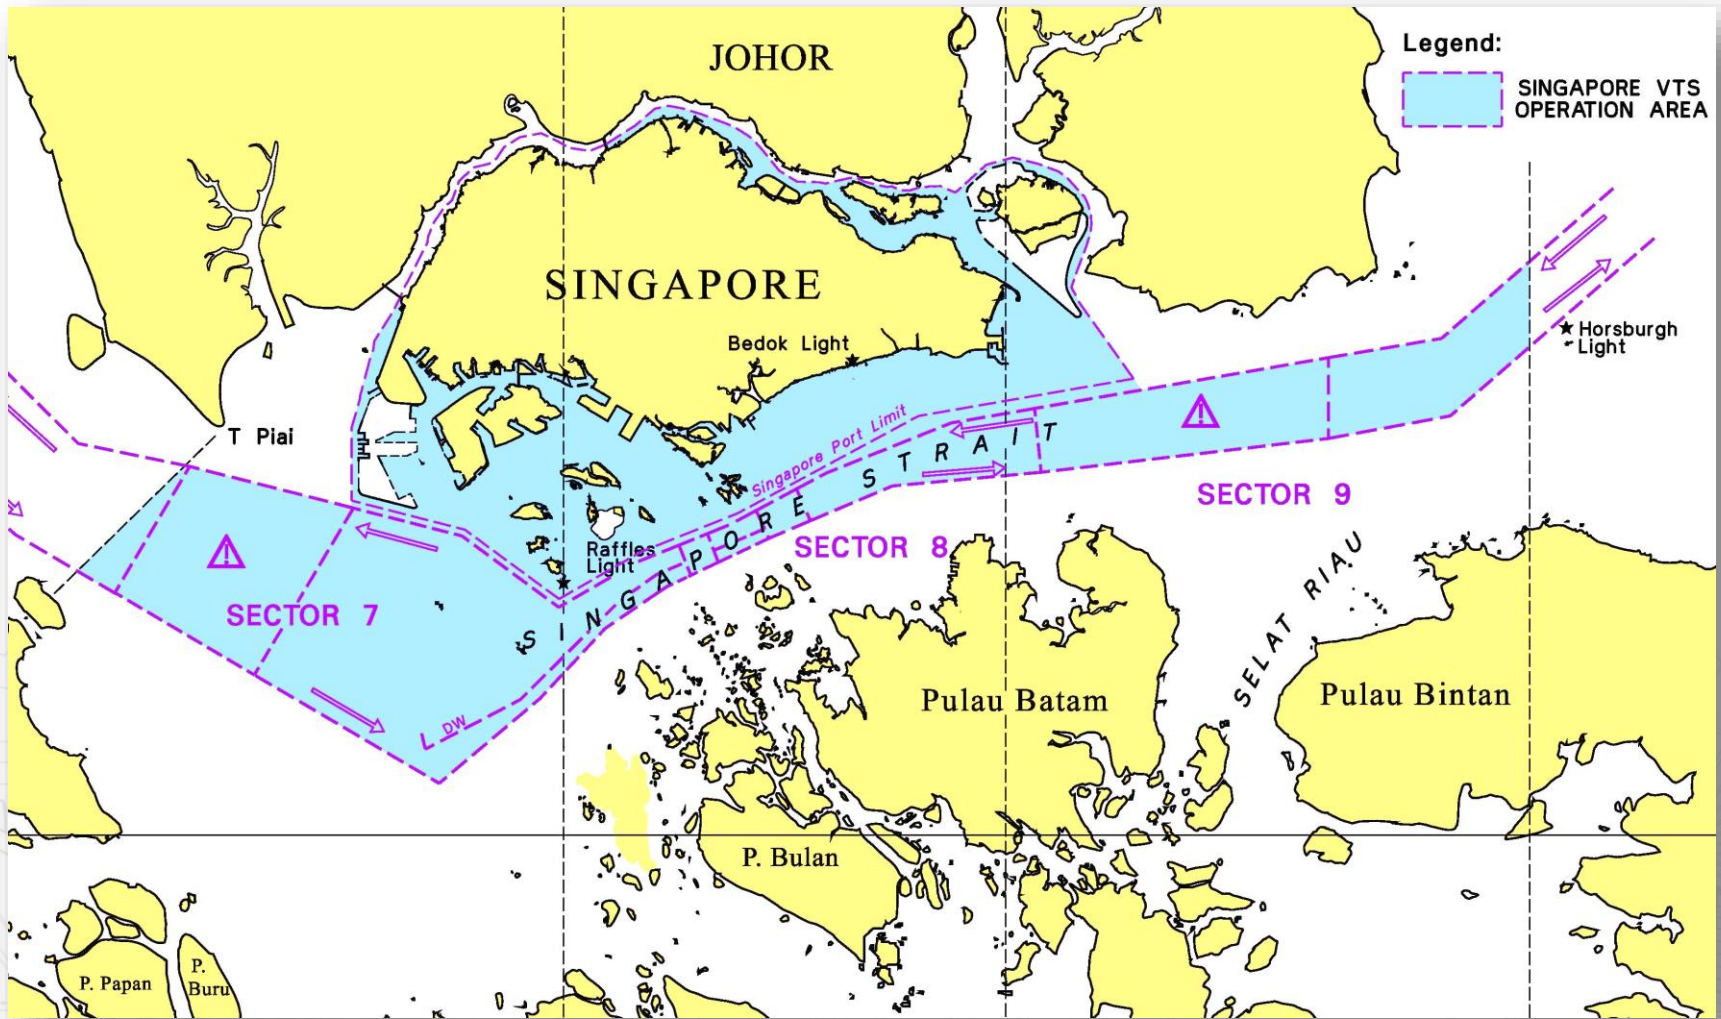 JOHOR
Legend:
SINGAPORE VTS
OPERATION AREA
SINGAPORE
Bedok Light
Horsburgh
Light
T Piai
Singapore Port Limit
SINGAPORE STRAIT
SECTOR 9
SECTOR 8
Raffles
Light
SECTOR 7
SELAT RIAU
DW
Pulau Batam
Pulau Bintan
P. Bulan
P. Papan
P.
Buru